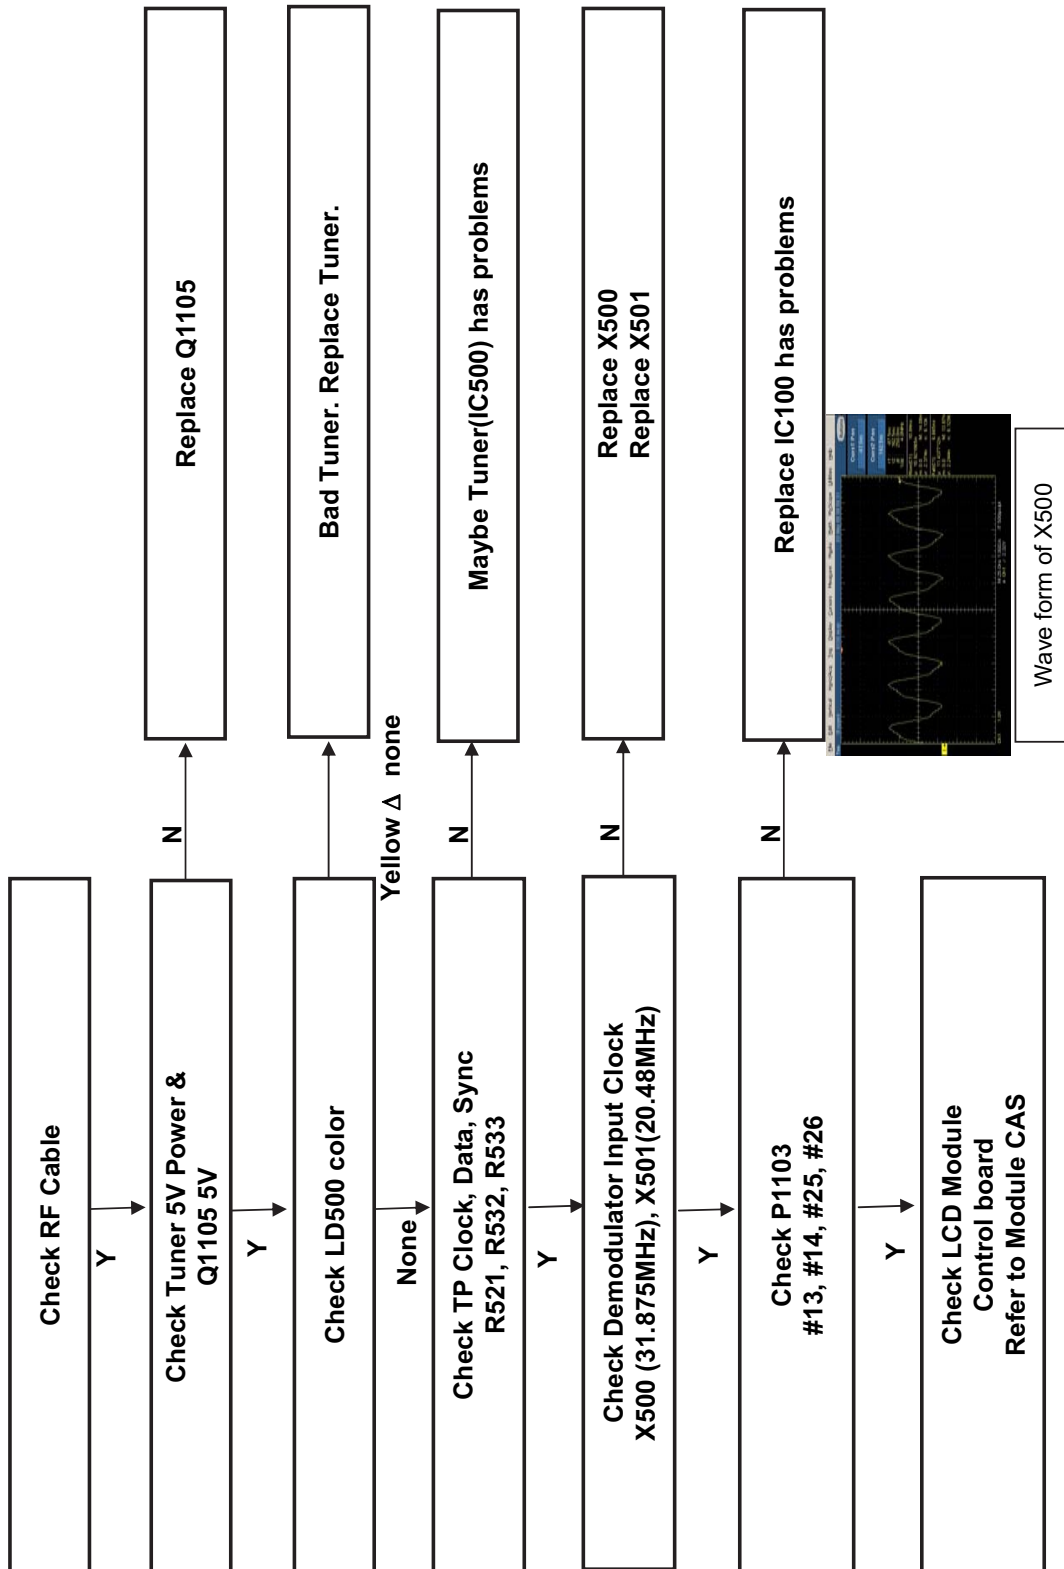 Check RF Cable
Y
Check Tuner 5V Power &
Q1105 5V
N
Replace Q1105
Y
Check LD500 color
Yellow Δ none
Bad Tuner. Replace Tuner.
None
Check TP Clock, Data, Sync
R521, R532, R533
N
Maybe Tuner(IC500) has problems
Y
Check Demodulator Input Clock
X500 (31.875MHz), X501(20.48MHz)
N
Replace X500
Replace X501
Y
Check P1103
#13, #14, #25, #26
N
Replace IC100 has problems
Y
Check LCD Module
Control board
Refer to Module CAS
Wave form of X500